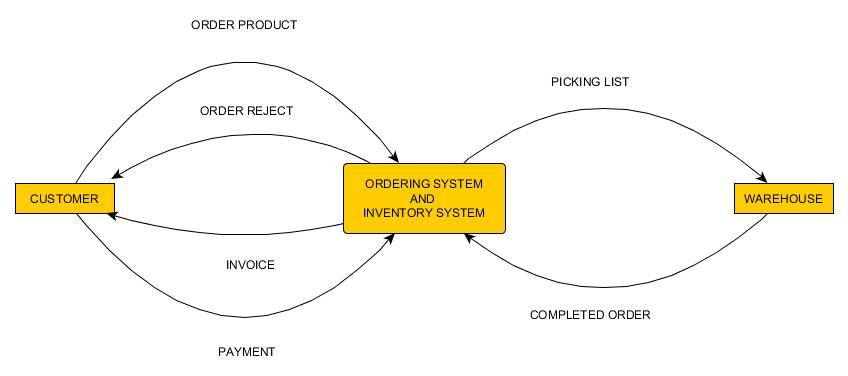 ORDER PRODUCT
PICKING LIST
ORDER REJECT
CUSTOMER
ORDERING SYSTEM
AND
INVENTORY SYSTEM
WAREHOUSE
INVOICE
COMPLETED ORDER
PAYMENT